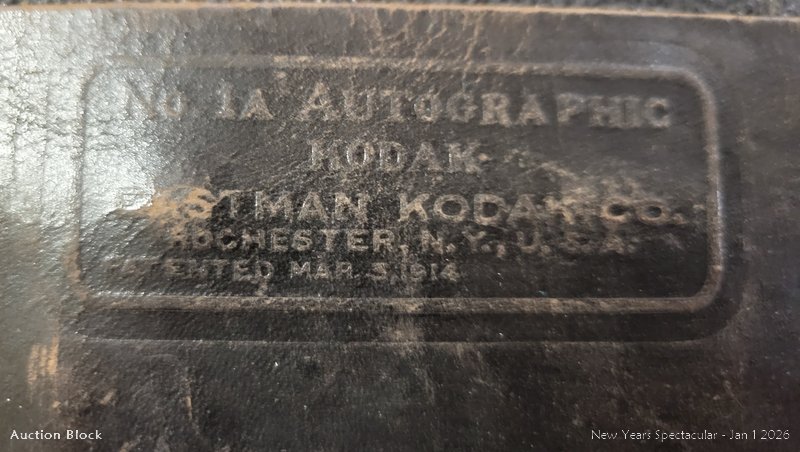 No 1A AUTOGRAPHIC
KODAK
EASTMAN KODAK CO.
ROCHESTER, N.Y., U.S.A.
PATENTED MAR. 3, 1914
Auction Block
New Years Spectacular - Jan 1 2026